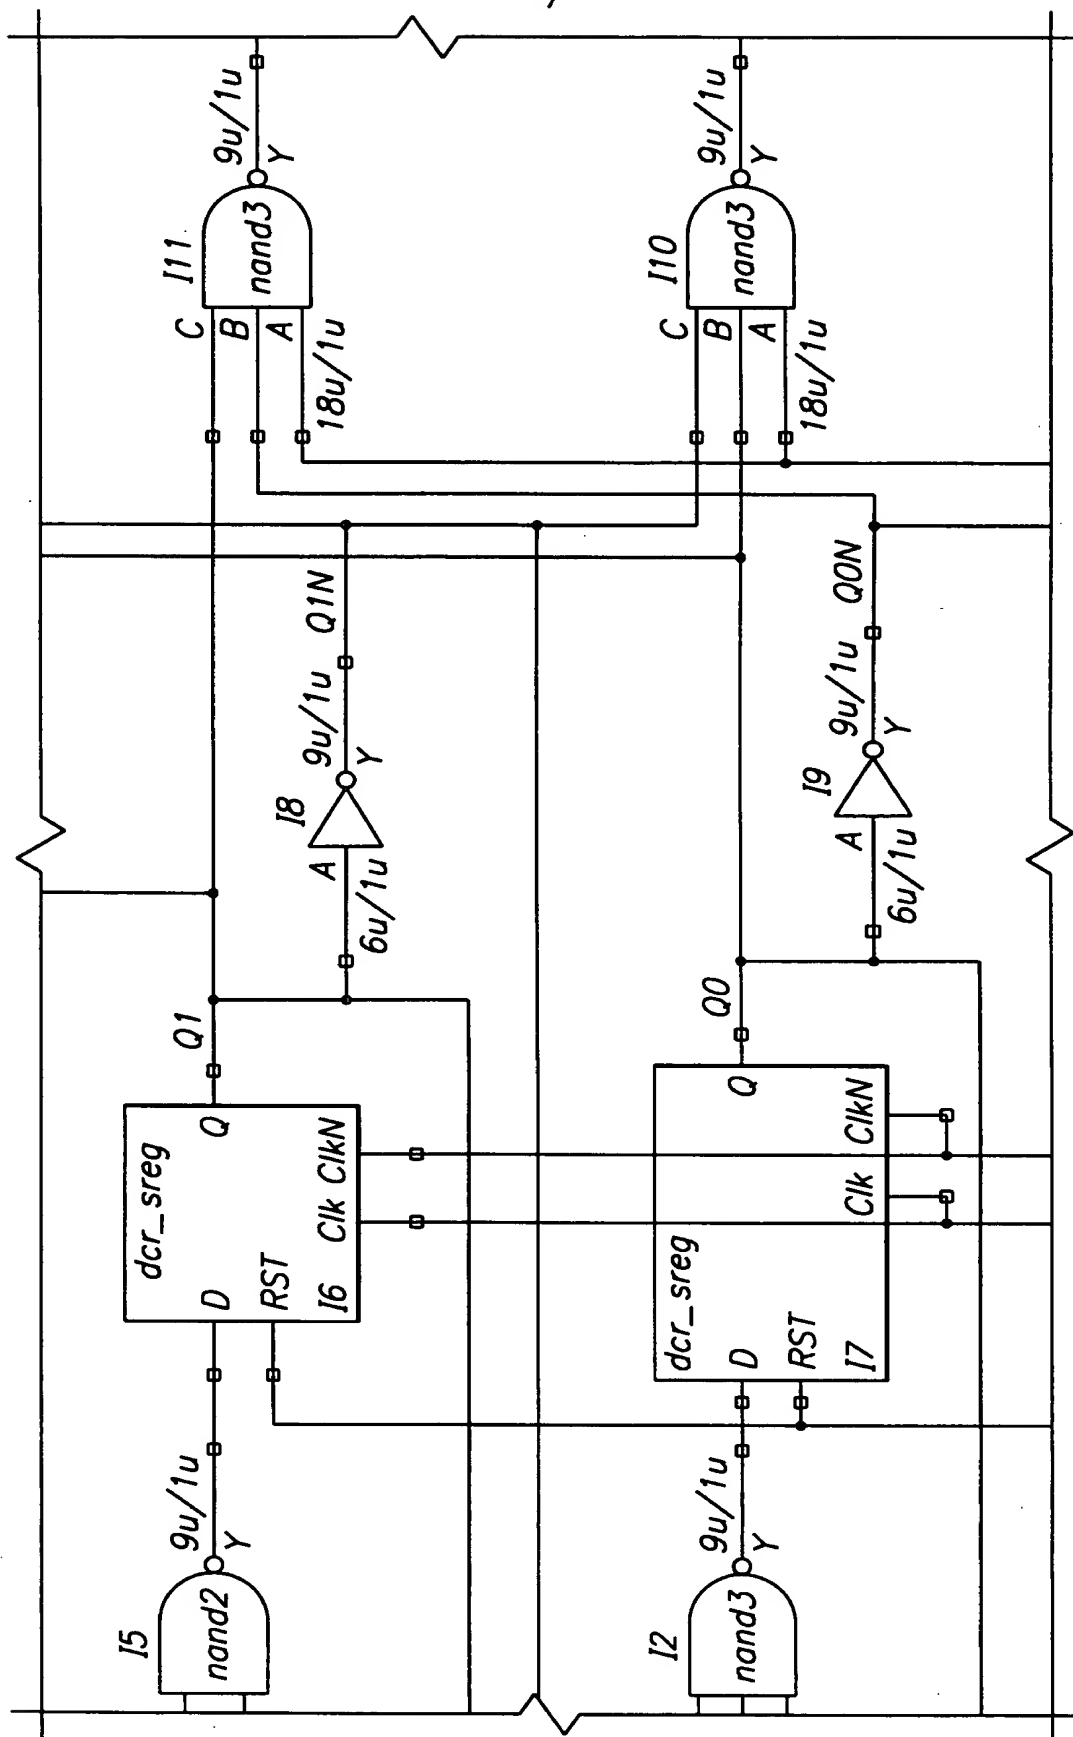 I11
nand3
C
B
A
18u/1u
9u/1u
Y
I10
nand3
C
B
A
18u/1u
9u/1u
Y
Q1N
9u/1u
Y
I8
A
6u/1u
Q0N
9u/1u
Y
I9
A
6u/1u
Q1
dcr_sreg
Q
D
RST
Clk
ClkN
I6
Q0
dcr_sreg
Q
D
RST
Clk
ClkN
I7
I5
nand2
9u/1u
Y
I2
nand3
9u/1u
Y